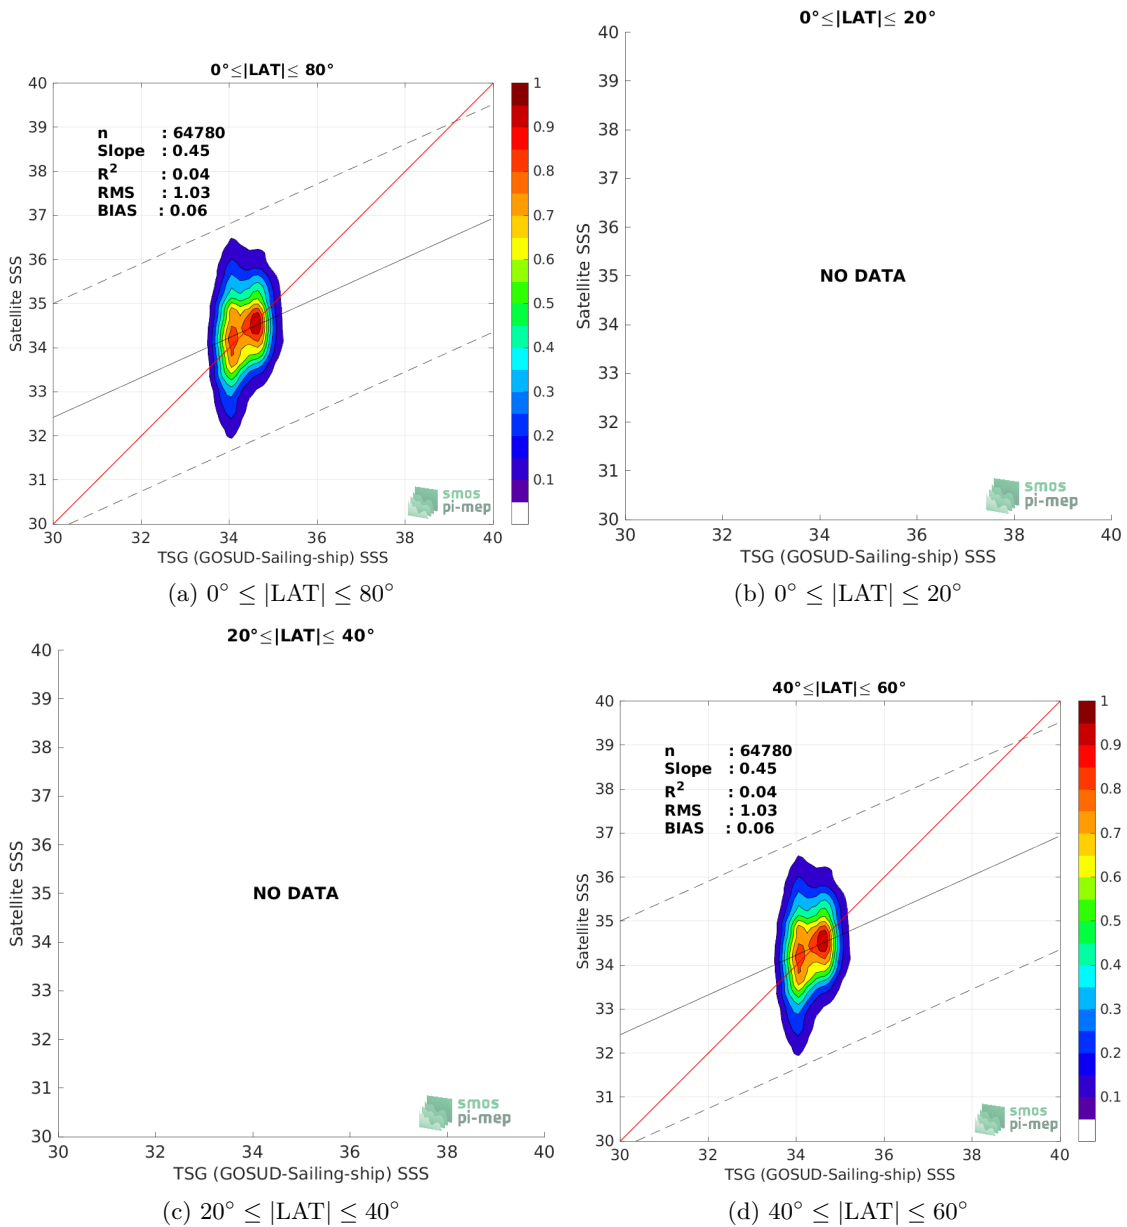 0°≤|LAT|≤ 80°
40
39
38
37
36
35
34
33
32
31
30
Satellite SSS
n : 64780
Slope : 0.45
R² : 0.04
RMS : 1.03
BIAS : 0.06
smos
pi-mep
30 32 34 36 38 40
TSG (GOSUD-Sailing-ship) SSS
1
0.9
0.8
0.7
0.6
0.5
0.4
0.3
0.2
0.1
(a) 0° ≤ |LAT| ≤ 80°
0°≤|LAT|≤ 20°
40
39
38
37
36
35
34
33
32
31
30
Satellite SSS
NO DATA
smos
pi-mep
30 32 34 36 38 40
TSG (GOSUD-Sailing-ship) SSS
(b) 0° ≤ |LAT| ≤ 20°
20°≤|LAT|≤ 40°
40
39
38
37
36
35
34
33
32
31
30
Satellite SSS
NO DATA
smos
pi-mep
30 32 34 36 38 40
TSG (GOSUD-Sailing-ship) SSS
(c) 20° ≤ |LAT| ≤ 40°
40°≤|LAT|≤ 60°
40
39
38
37
36
35
34
33
32
31
30
Satellite SSS
n : 64780
Slope : 0.45
R² : 0.04
RMS : 1.03
BIAS : 0.06
smos
pi-mep
30 32 34 36 38 40
TSG (GOSUD-Sailing-ship) SSS
1
0.9
0.8
0.7
0.6
0.5
0.4
0.3
0.2
0.1
(d) 40° ≤ |LAT| ≤ 60°